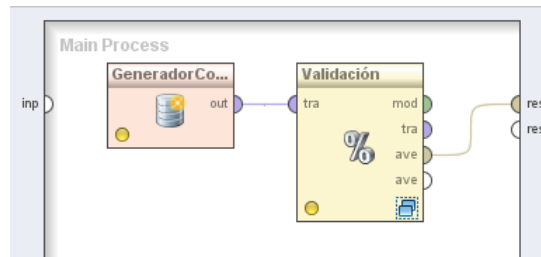 Main Process
GeneradorCo...
Validación
inp
out
tra
mod
res
tra
res
ave
ave